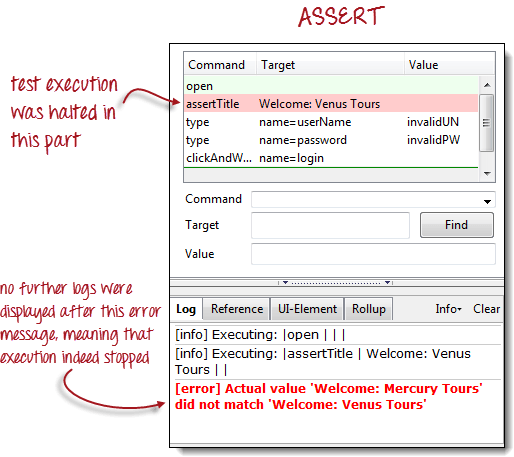 ASSERT
Command Target Value
open
assertTitle Welcome: Venus Tours
type name=userName invalidUN
type name=password invalidPW
clickAndW... name=login
test execution
was halted in
this part
Command
Target Find
Value
Log Reference UI-Element Rollup Info Clear
[info] Executing: |open | | |
[info] Executing: |assertTitle | Welcome: Venus
Tours | |
[error] Actual value 'Welcome: Mercury Tours'
did not match 'Welcome: Venus Tours'
no further logs were
displayed after this error
message, meaning that
execution indeed stopped